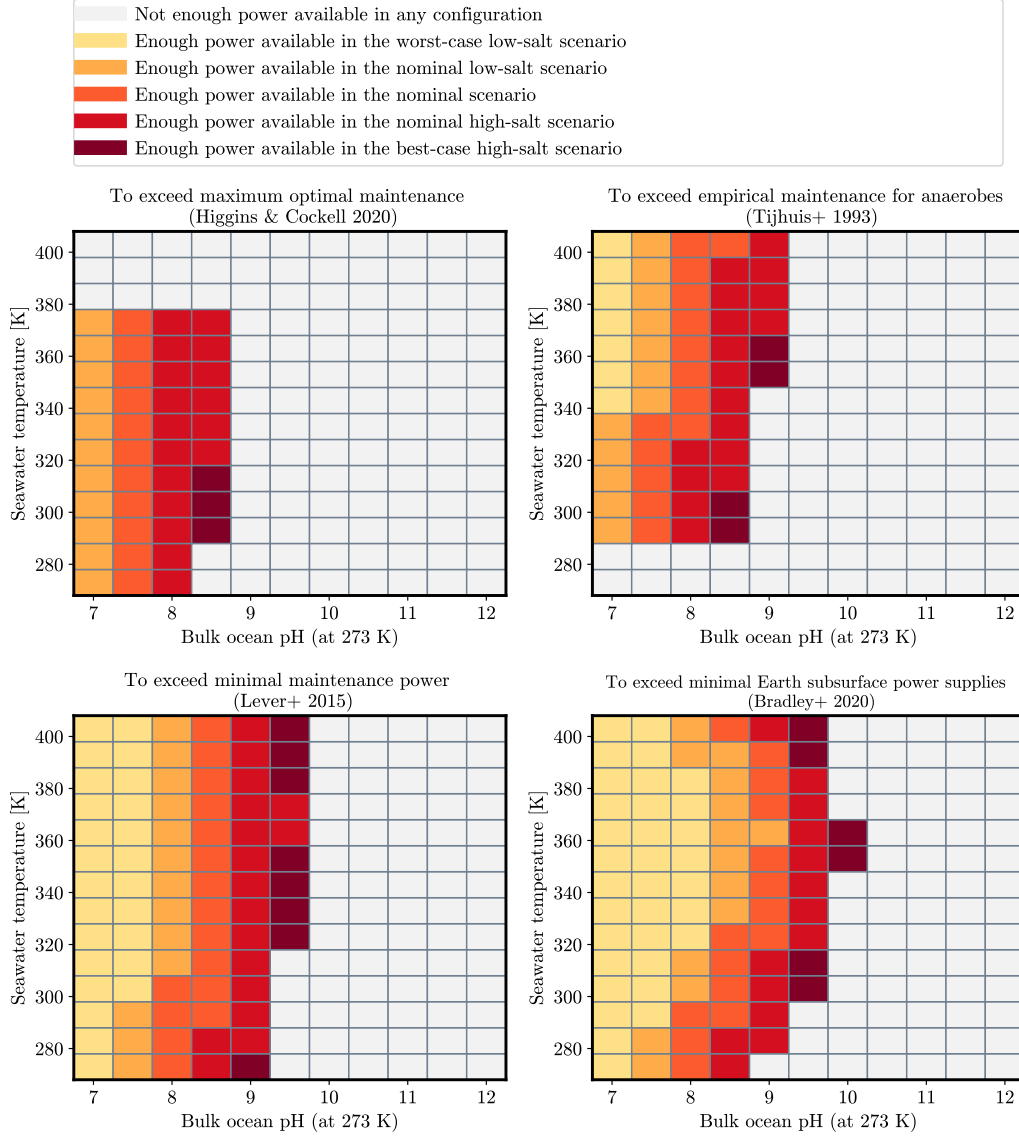 Not enough power available in any configuration
Enough power available in the worst-case low-salt scenario
Enough power available in the nominal low-salt scenario
Enough power available in the nominal scenario
Enough power available in the nominal high-salt scenario
Enough power available in the best-case high-salt scenario
To exceed maximum optimal maintenance
(Higgins & Cockell 2020)
Seawater temperature [K]
400
380
360
340
320
300
280
7 8 9 10 11 12
Bulk ocean pH (at 273 K)
To exceed empirical maintenance for anaerobes
(Tijhuis+ 1993)
Seawater temperature [K]
400
380
360
340
320
300
280
7 8 9 10 11 12
Bulk ocean pH (at 273 K)
To exceed minimal maintenance power
(Lever+ 2015)
Seawater temperature [K]
400
380
360
340
320
300
280
7 8 9 10 11 12
Bulk ocean pH (at 273 K)
To exceed minimal Earth subsurface power supplies
(Bradley+ 2020)
Seawater temperature [K]
400
380
360
340
320
300
280
7 8 9 10 11 12
Bulk ocean pH (at 273 K)